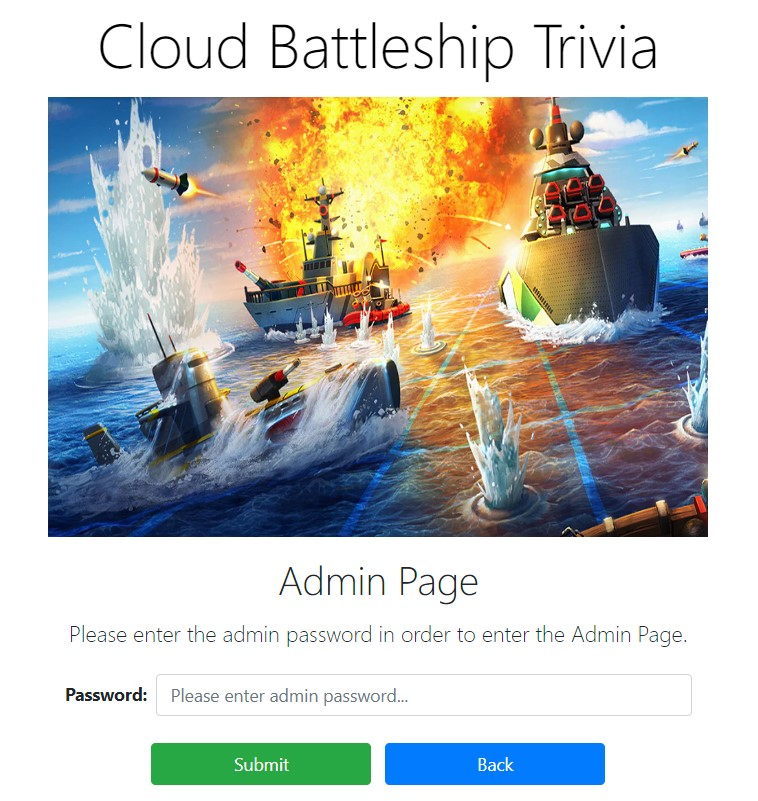 Cloud Battleship Trivia
Admin Page
Please enter the admin password in order to enter the Admin Page.
Password: Please enter admin password...
Submit Back